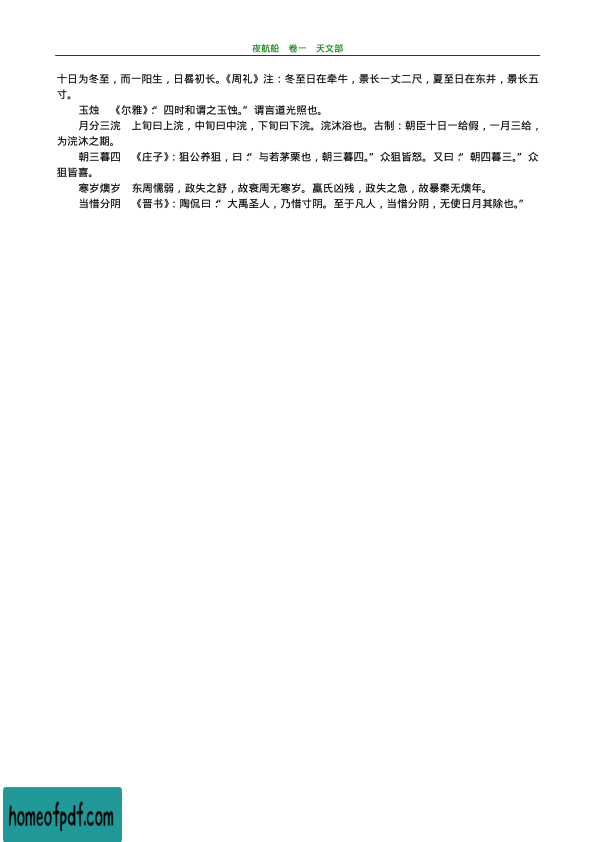 夜航船　卷一　天文部
十日为冬至，而一阳生，日晷初长。《周礼》注：冬至日在牵牛，景长一丈二尺，夏至日在东井，景长五
寸。
玉烛　《尔雅》：“四时和谓之玉蚀。”谓言道光照也。
月分三浣　上旬曰上浣，中旬曰中浣，下旬曰下浣。浣沐浴也。古制：朝臣十日一给假，一月三给，
为浣沐之期。
朝三暮四　《庄子》：狙公养狙，曰：“与若茅栗也，朝三暮四。”众狙皆怒。又曰：“朝四暮三。”众
狙皆喜。
寒岁燠岁　东周懦弱，政失之舒，故衰周无寒岁。嬴氏凶残，政失之急，故暴秦无燠年。
当惜分阴　《晋书》：陶侃曰：“大禹圣人，乃惜寸阴。至于凡人，当惜分阴，无使日月其除也。”
homeofpdf.com